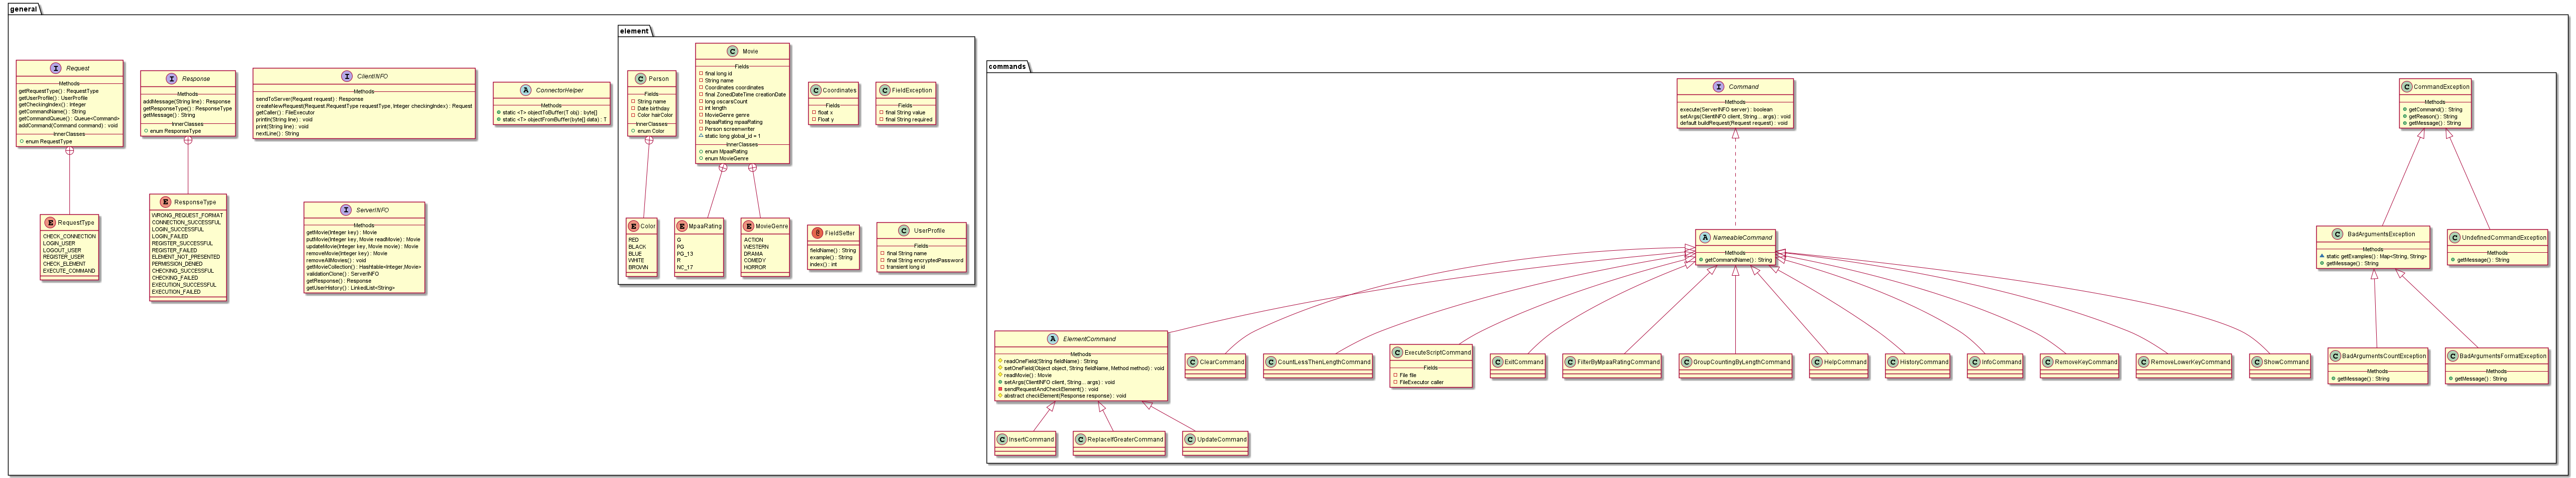 general
I Request
Methods
getRequestType() : RequestType
getUserProfile() : UserProfile
getCheckingIndex() : Integer
getCommandName() : String
getCommandQueue() : Queue<Command>
addCommand(Command command) : void
InnerClasses
enum RequestType
E RequestType
CHECK_CONNECTION
LOGIN_USER
LOGOUT_USER
REGISTER_USER
CHECK_ELEMENT
EXECUTE_COMMAND
I Response
Methods
addMessage(String line) : Response
getResponseType() : ResponseType
getMessage() : String
InnerClasses
enum ResponseType
E ResponseType
WRONG_REQUEST_FORMAT
CONNECTION_SUCCESSFUL
LOGIN_SUCCESSFUL
LOGIN_FAILED
REGISTER_SUCCESSFUL
REGISTER_FAILED
ELEMENT_NOT_PRESENTED
PERMISSION_DENIED
CHECKING_SUCCESSFUL
CHECKING_FAILED
EXECUTION_SUCCESSFUL
EXECUTION_FAILED
I ClientINFO
Methods
sendToServer(Request request) : Response
createNewRequest(Request.RequestType requestType, Integer checkingIndex) : Request
getCaller() : FileExecutor
println(String line) : void
print(String line) : void
nextLine() : String
I ServerINFO
Methods
getMovie(Integer key) : Movie
putMovie(Integer key, Movie readMovie) : Movie
updateMovie(Integer key, Movie movie) : Movie
removeMovie(Integer key) : Movie
removeAllMovies() : void
getMovieCollection() : Hashtable<Integer,Movie>
validationClone() : ServerINFO
getResponse() : Response
getUserHistory() : LinkedList<String>
A ConnectorHelper
Methods
static <T> objectToBuffer(T obj) : byte[]
static <T> objectFromBuffer(byte[] data) : T
element
C Person
Fields
String name
Date birthday
Color hairColor
InnerClasses
enum Color
C Movie
Fields
final long id
String name
Coordinates coordinates
final ZonedDateTime creationDate
long oscarsCount
int length
MovieGenre genre
MpaaRating mpaaRating
Person screenwriter
static long global_id = 1
InnerClasses
enum MpaaRating
enum MovieGenre
C Coordinates
Fields
float x
Float y
C FieldException
Fields
final String value
final String required
E Color
RED
BLACK
BLUE
WHITE
BROWN
E MpaaRating
G
PG
PG_13
R
NC_17
E MovieGenre
ACTION
WESTERN
DRAMA
COMEDY
HORROR
@ FieldSetter
fieldName() : String
example() : String
index() : int
C UserProfile
Fields
final String name
final String encryptedPassword
transient long id
commands
I Command
Methods
execute(ServerINFO server) : boolean
setArgs(ClientINFO client, String... args) : void
default buildRequest(Request request) : void
A NameableCommand
Methods
getCommandName() : String
A ElementCommand
Methods
readOneField(String fieldName) : String
setOneField(Object object, String fieldName, Method method) : void
readMovie() : Movie
setArgs(ClientINFO client, String... args) : void
sendRequestAndCheckElement() : void
abstract checkElement(Response response) : void
C ClearCommand
C CountLessThenLengthCommand
C ExecuteScriptCommand
Fields
File file
FileExecutor caller
C ExitCommand
C FilterByMpaaRatingCommand
C GroupCountingByLengthCommand
C HelpCommand
C HistoryCommand
C InfoCommand
C RemoveKeyCommand
C RemoveLowerKeyCommand
C ShowCommand
C InsertCommand
C ReplaceIfGreaterCommand
C UpdateCommand
C CommandException
Methods
getCommand() : String
getReason() : String
getMessage() : String
C BadArgumentsException
Methods
static getExamples() : Map<String, String>
getMessage() : String
C UndefinedCommandException
Methods
getMessage() : String
C BadArgumentsCountException
Methods
getMessage() : String
C BadArgumentsFormatException
Methods
getMessage() : String